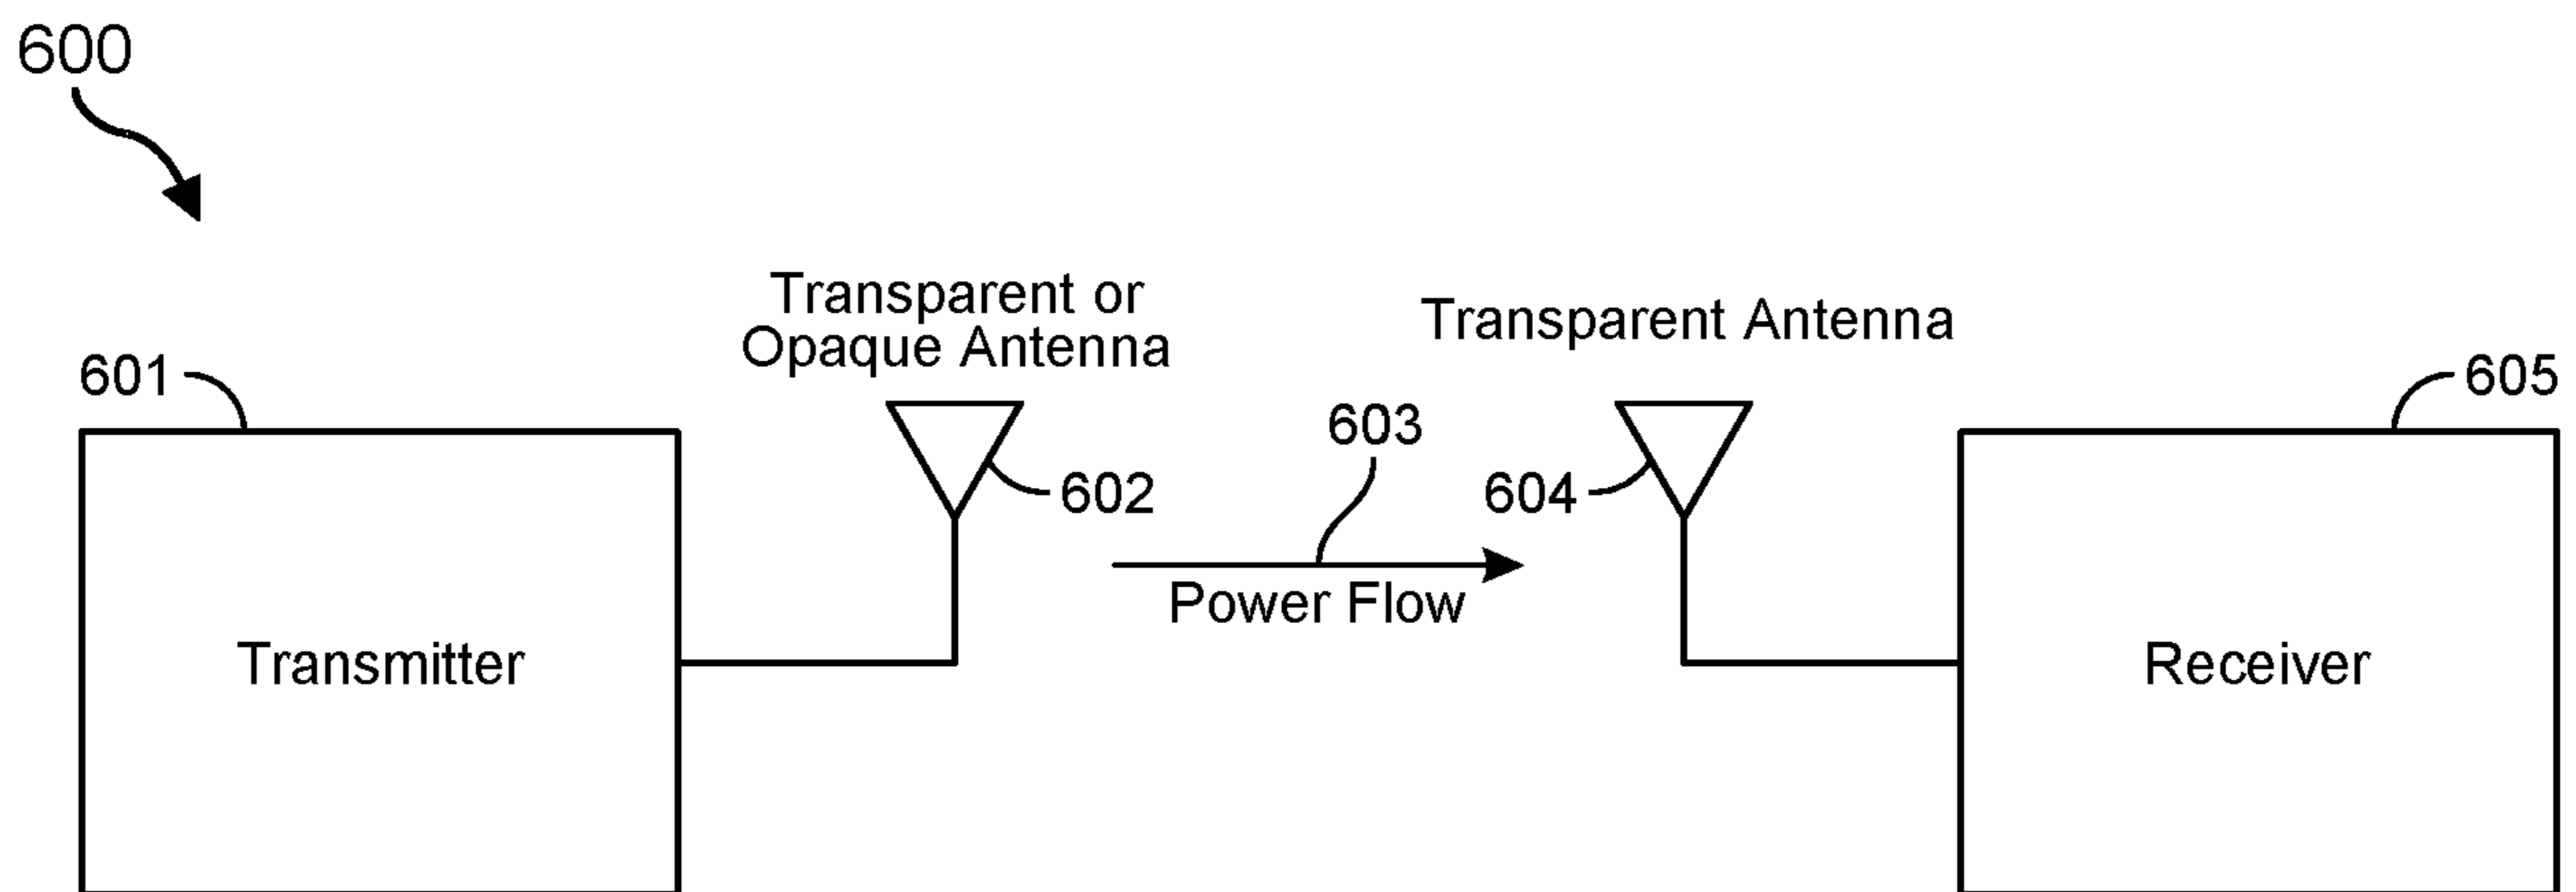 600
Transparent or
Opaque Antenna
Transparent Antenna
601
605
603
602
604
Power Flow
Transmitter
Receiver